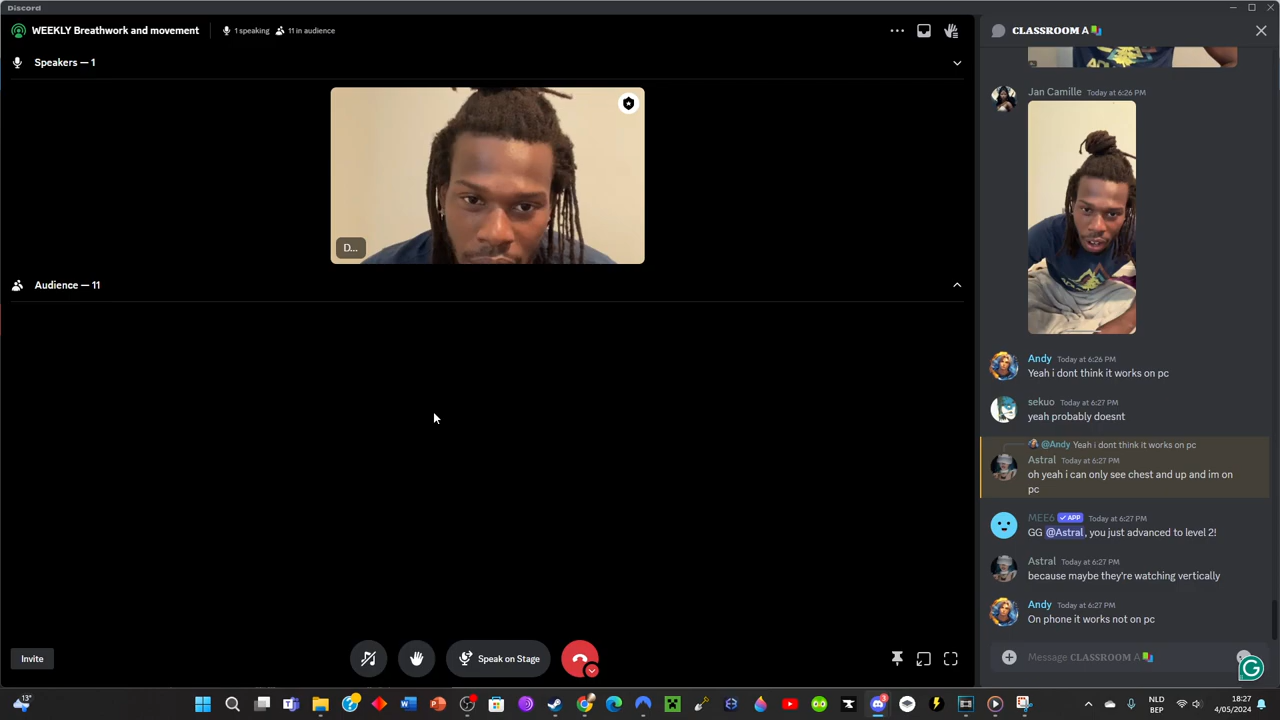 Discord
WEEKLY Breathwork and movement
1 speaking
11 in audience
Speakers — 1
D...
Audience — 11
Invite
Speak on Stage
CLASSROOM A
Jan Camille Today at 6:26 PM
Andy Today at 6:26 PM
Yeah i dont think it works on pc
sekuo Today at 6:27 PM
yeah probably doesnt
@Andy Yeah i dont think it works on pc
Astral Today at 6:27 PM
oh yeah i can only see chest and up and im on
pc
MEE6 ✓ APP Today at 6:27 PM
GG @Astral, you just advanced to level 2!
Astral Today at 6:27 PM
because maybe they're watching vertically
Andy Today at 6:27 PM
On phone it works not on pc
Message CLASSROOM A
13°
3
NLD
BEP
18:27
4/05/2024